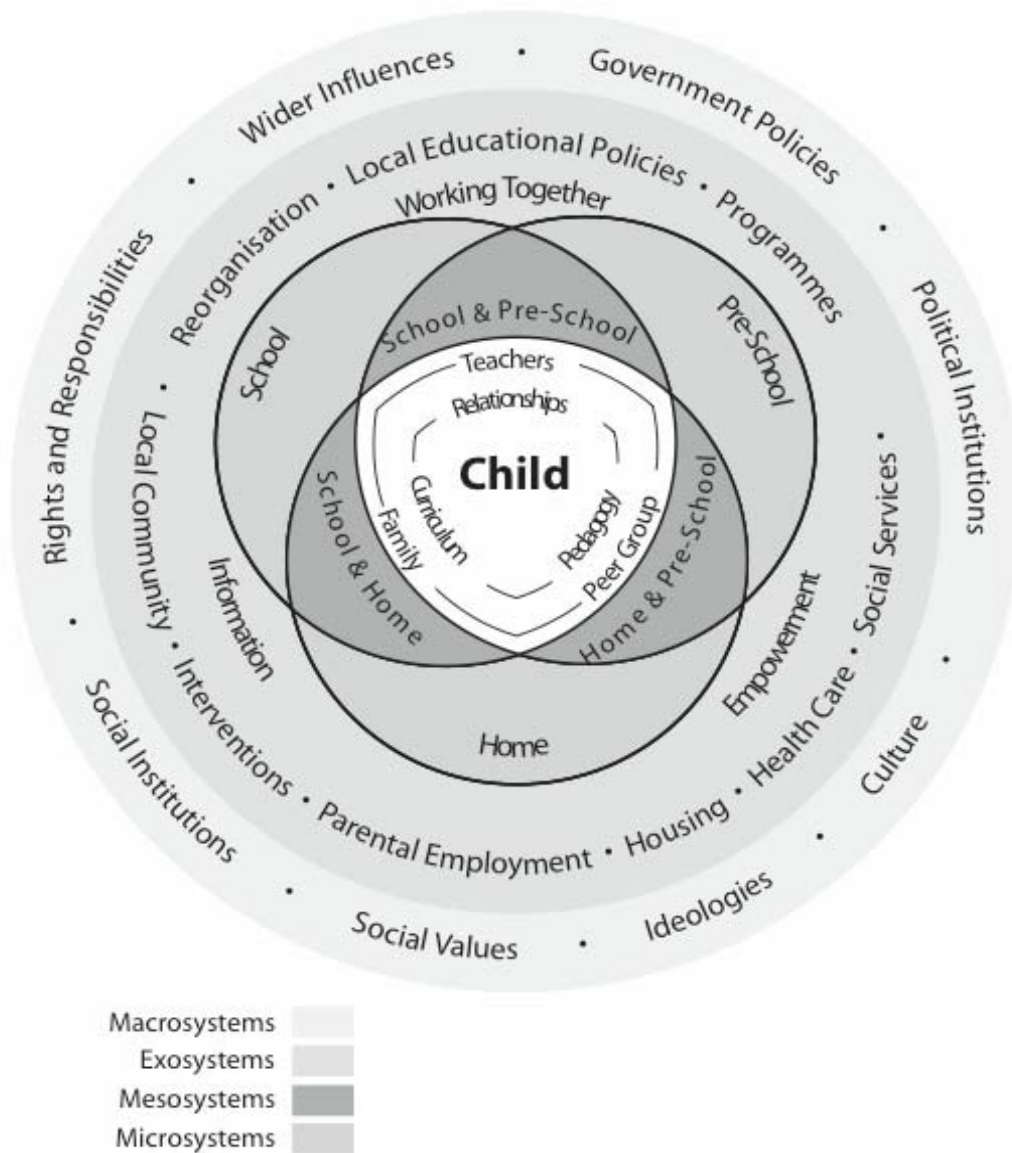 Wider Influences
Government Policies
Political Institutions
Culture
Ideologies
Social Values
Social Institutions
Rights and Responsibilities
Local Educational Policies
Programmes
Social Services
Health Care
Housing
Parental Employment
Interventions
Local Community
Reorganisation
Working Together
Empowerment
Information
School
Pre-School
Home
School & Pre-School
School & Home
Home & Pre-School
Teachers
Family
Peer Group
Relationships
Curriculum
Pedagogy
Child
Macrosystems
Exosystems
Mesosystems
Microsystems